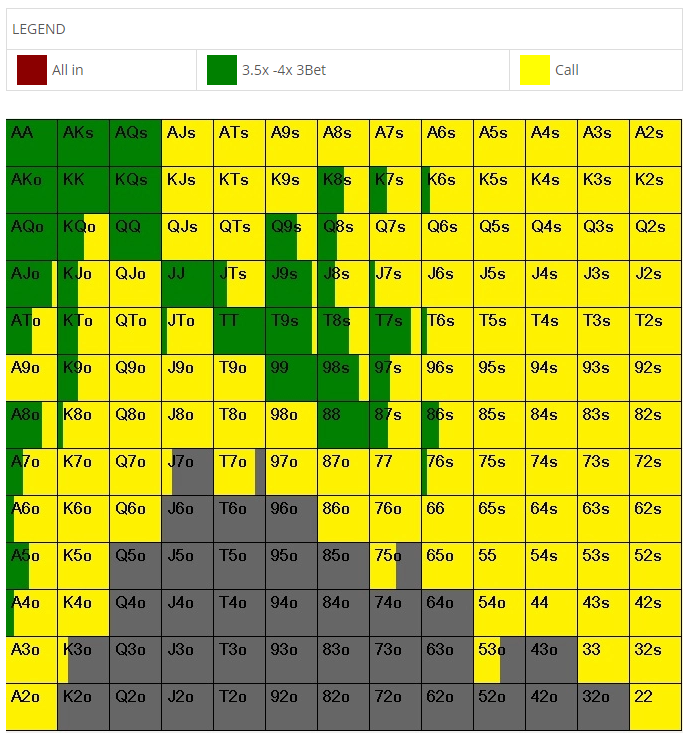 LEGEND
All in 3.5x -4x 3Bet Call
AA AKs AQs AJs ATs A9s A8s A7s A6s A5s A4s A3s A2s
AKo KK KQs KJs KTs K9s K8s K7s K6s K5s K4s K3s K2s
AQo KQo QQ QJs QTs Q9s Q8s Q7s Q6s Q5s Q4s Q3s Q2s
AJo KJo QJo JJ JTs J9s J8s J7s J6s J5s J4s J3s J2s
ATo KTo QTo JTo TT T9s T8s T7s T6s T5s T4s T3s T2s
A9o K9o Q9o J9o T9o 99 98s 97s 96s 95s 94s 93s 92s
A8o K8o Q8o J8o T8o 98o 88 87s 86s 85s 84s 83s 82s
A7o K7o Q7o J7o T7o 97o 87o 77 76s 75s 74s 73s 72s
A6o K6o Q6o J6o T6o 96o 86o 76o 66 65s 64s 63s 62s
A5o K5o Q5o J5o T5o 95o 85o 75o 65o 55 54s 53s 52s
A4o K4o Q4o J4o T4o 94o 84o 74o 64o 54o 44 43s 42s
A3o K3o Q3o J3o T3o 93o 83o 73o 63o 53o 43o 33 32s
A2o K2o Q2o J2o T2o 92o 82o 72o 62o 52o 42o 32o 22